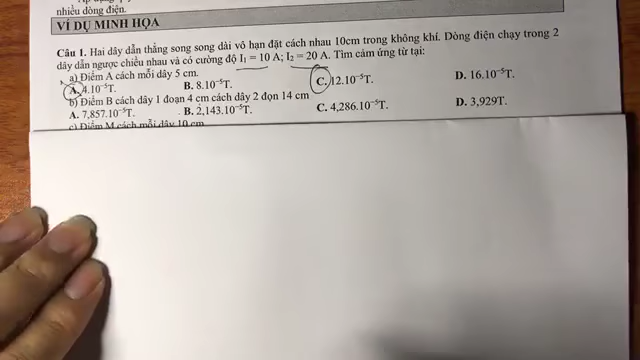 nhiều dòng điện.
VÍ DỤ MINH HỌA
Câu 1. Hai dây dẫn thẳng song song dài vô hạn đặt cách nhau 10cm trong không khí. Dòng điện chạy trong 2
dây dẫn ngược chiều nhau và có cường độ I₁ = 10 A; I₂ = 20 A. Tìm cảm ứng từ tại:
a) Điểm A cách mỗi dây 5 cm.
A. 4.10⁻⁵T. B. 8.10⁻⁵T. C. 12.10⁻⁵T. D. 16.10⁻⁵T.
b) Điểm B cách dây 1 đoạn 4 cm cách dây 2 đọn 14 cm
A. 7,857.10⁻⁵T. B. 2,143.10⁻⁵T. C. 4,286.10⁻⁵T. D. 3,929T.
c) Điểm M cách mỗi dây 10 cm